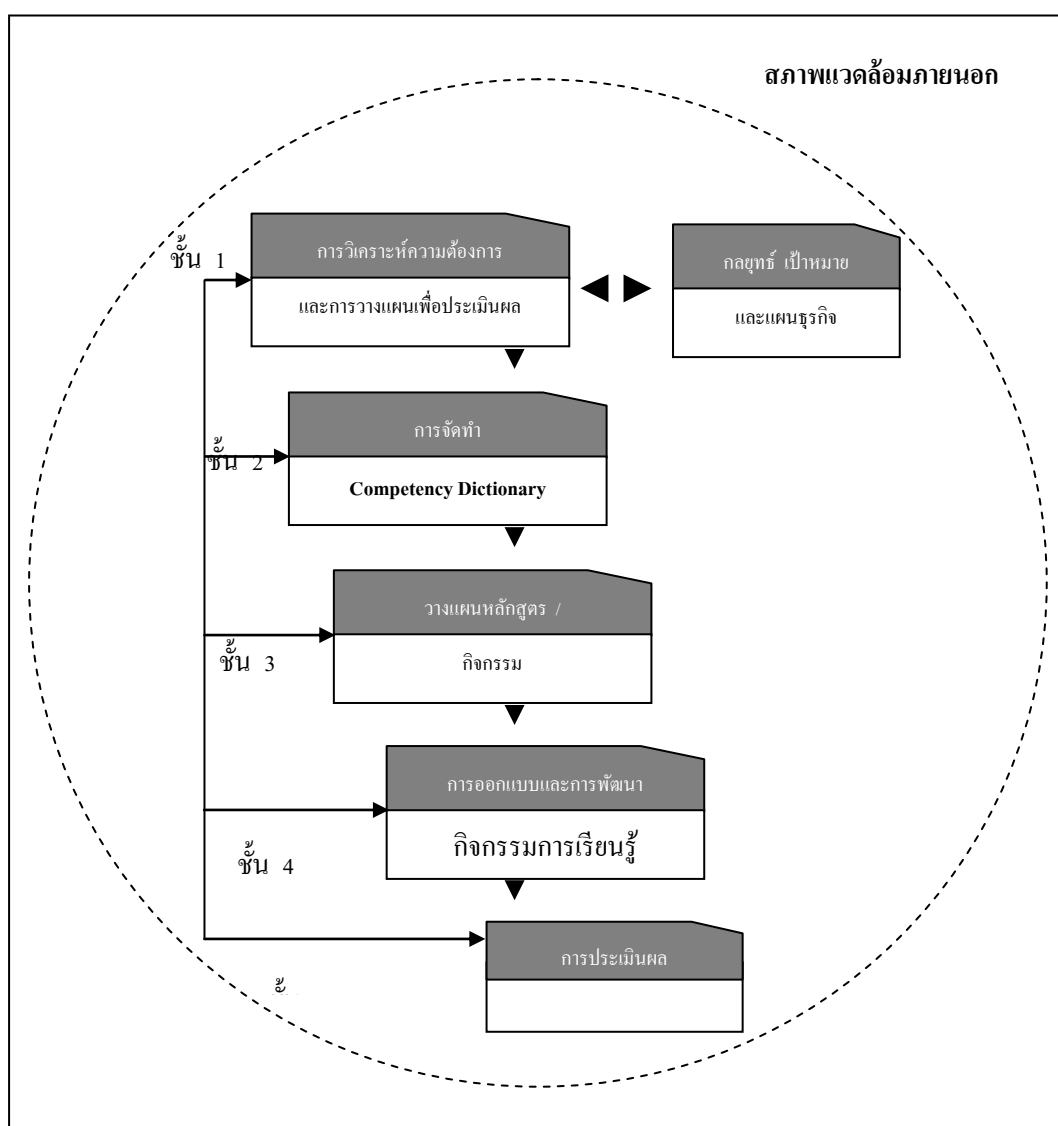 สภาพแวดล้อมภายนอก
ชั้น 1
การวิเคราะห์ความต้องการ
และการวางแผนเพื่อประเมินผล
กลยุทธ์ เป้าหมาย
และแผนธุรกิจ
ชั้น 2
การจัดทำ
Competency Dictionary
ชั้น 3
วางแผนหลักสูตร /
กิจกรรม
ชั้น 4
การออกแบบและการพัฒนา
กิจกรรมการเรียนรู้
การประเมินผล